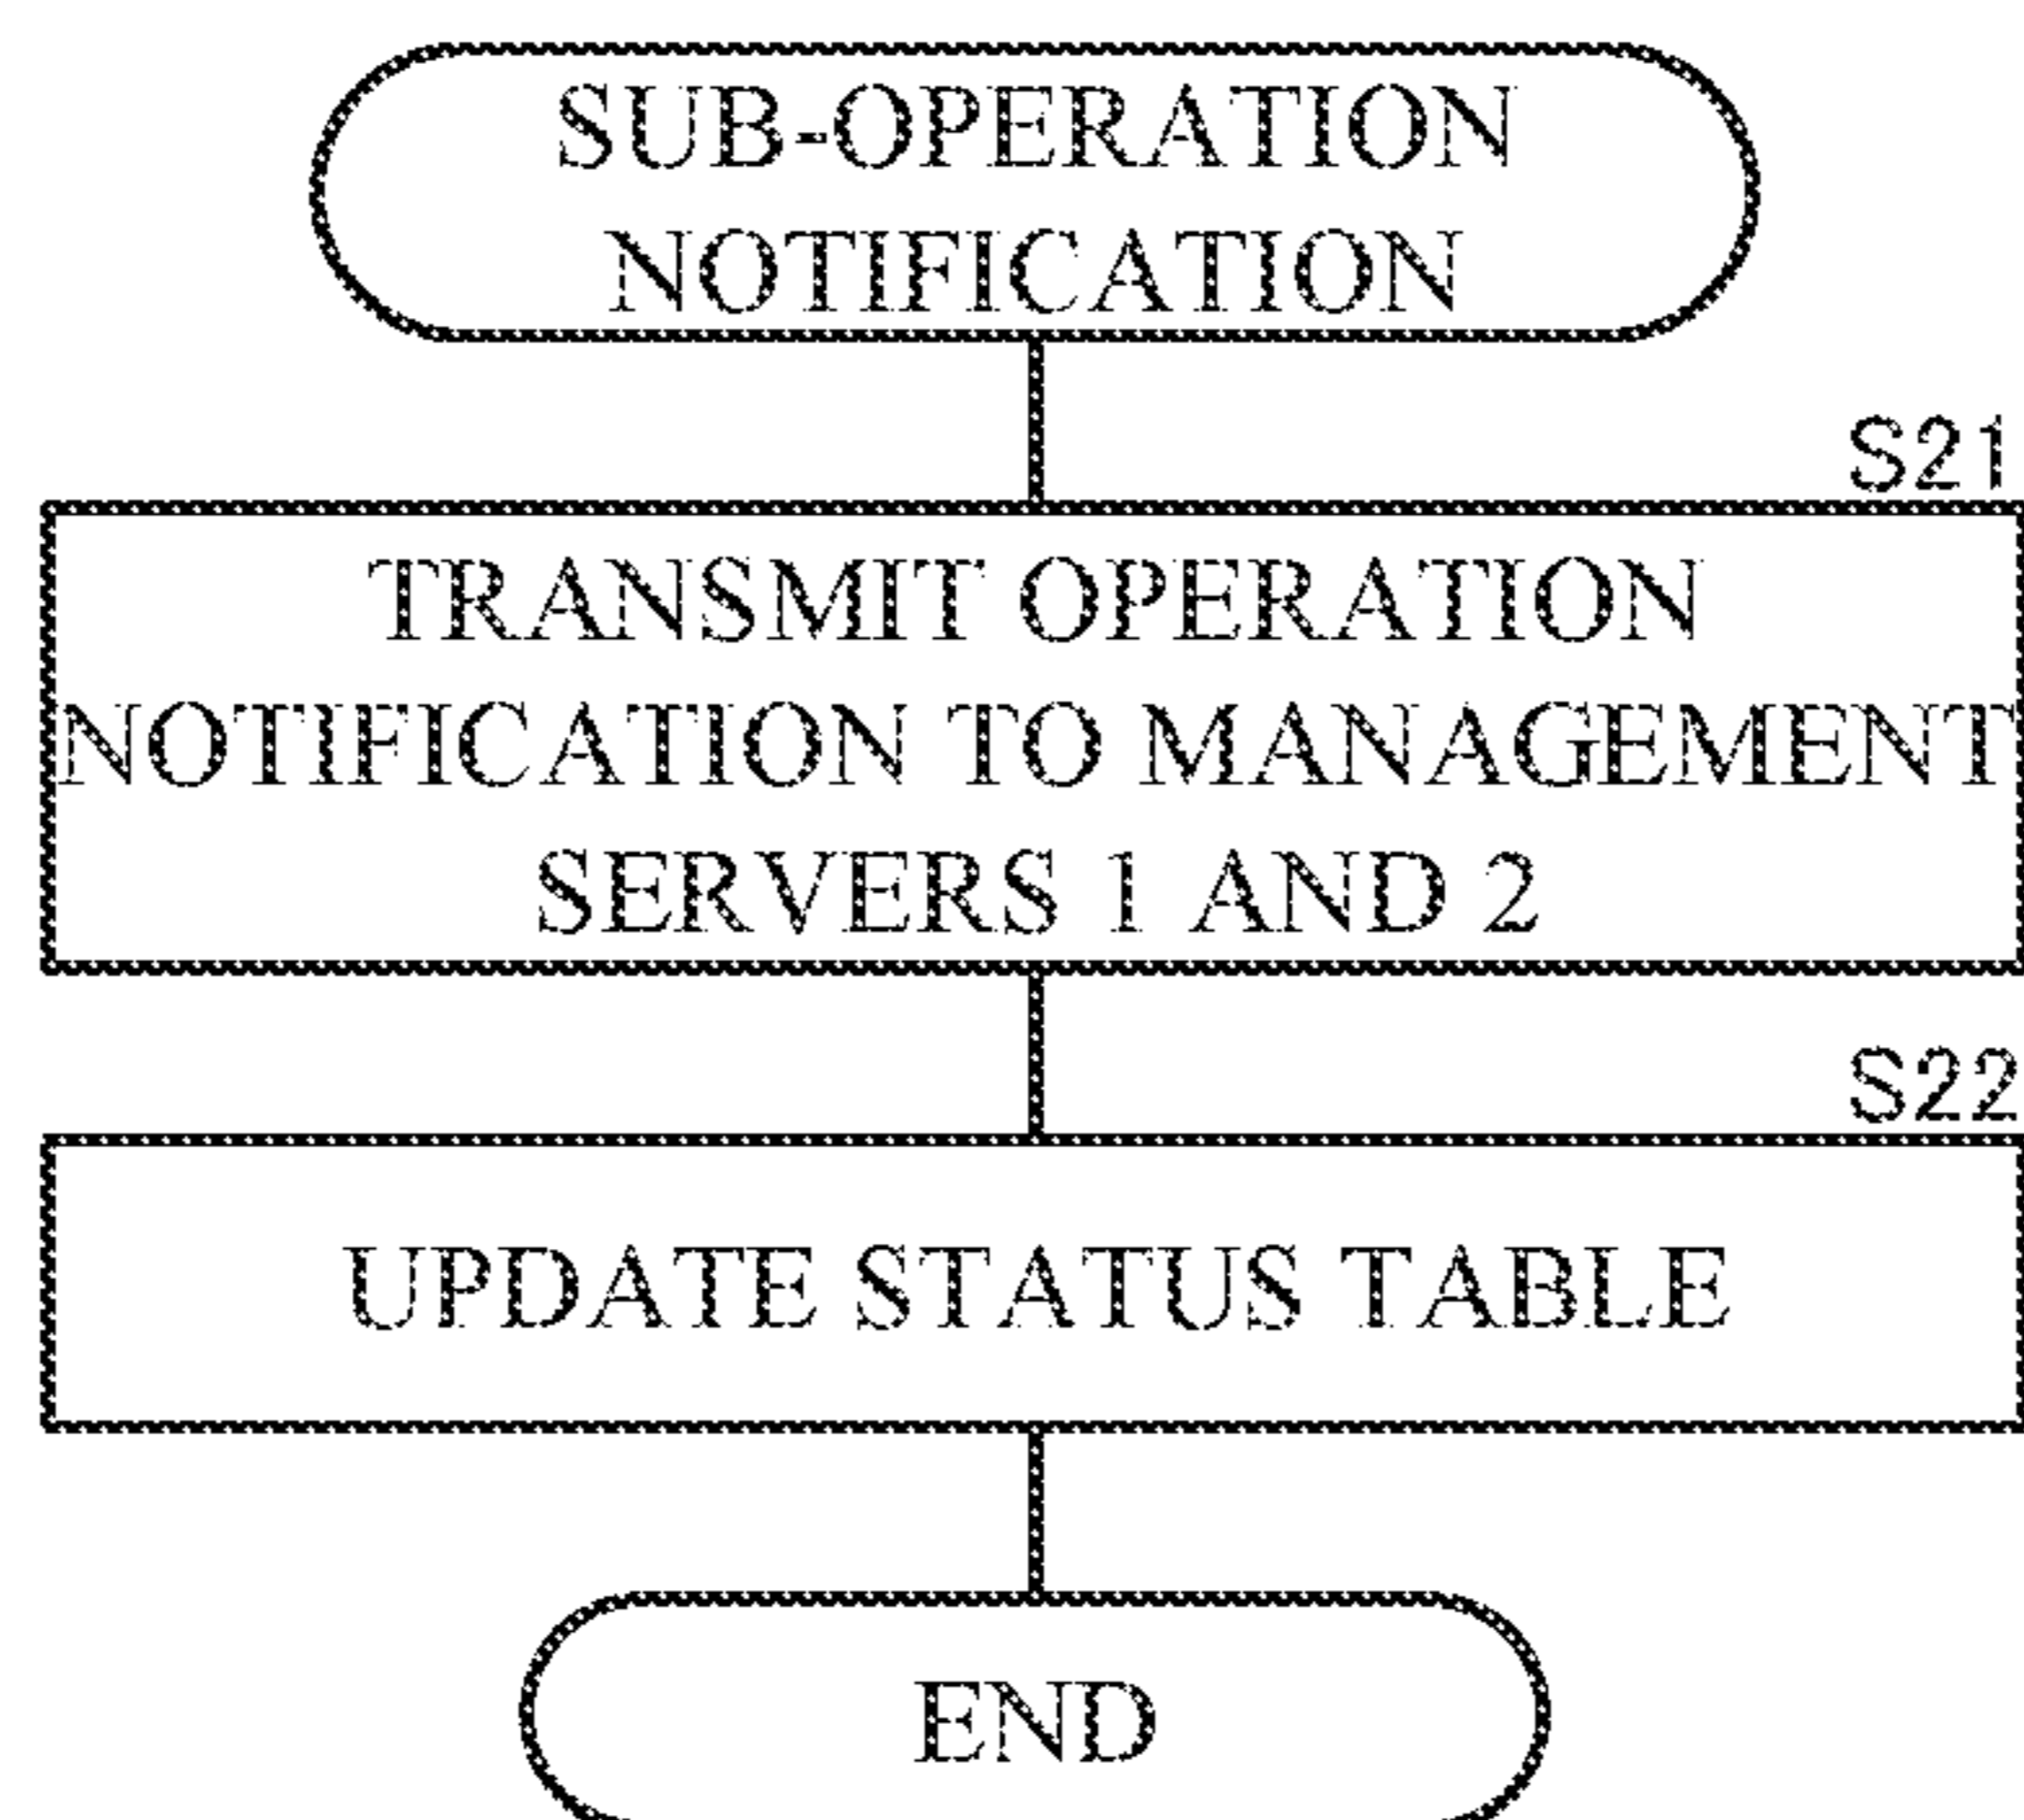 SUB-OPERATION
NOTIFICATION
S21
TRANSMIT OPERATION
NOTIFICATION TO MANAGEMENT
SERVERS 1 AND 2
S22
UPDATE STATUS TABLE
END